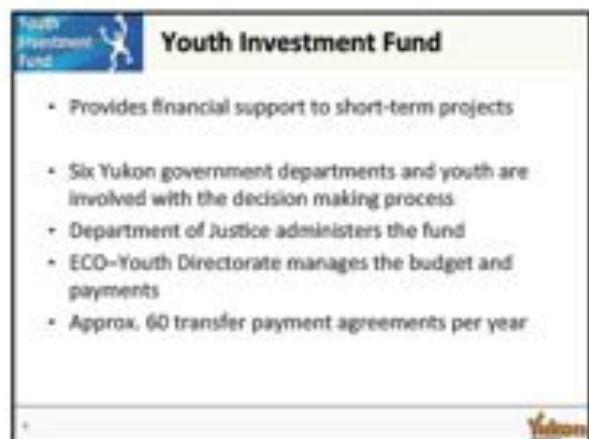 Youth
Investment
Fund
Youth Investment Fund
• Provides financial support to short-term projects
• Six Yukon government departments and youth are
involved with the decision making process
• Department of Justice administers the fund
• ECO–Youth Directorate manages the budget and
payments
• Approx. 60 transfer payment agreements per year
Yukon